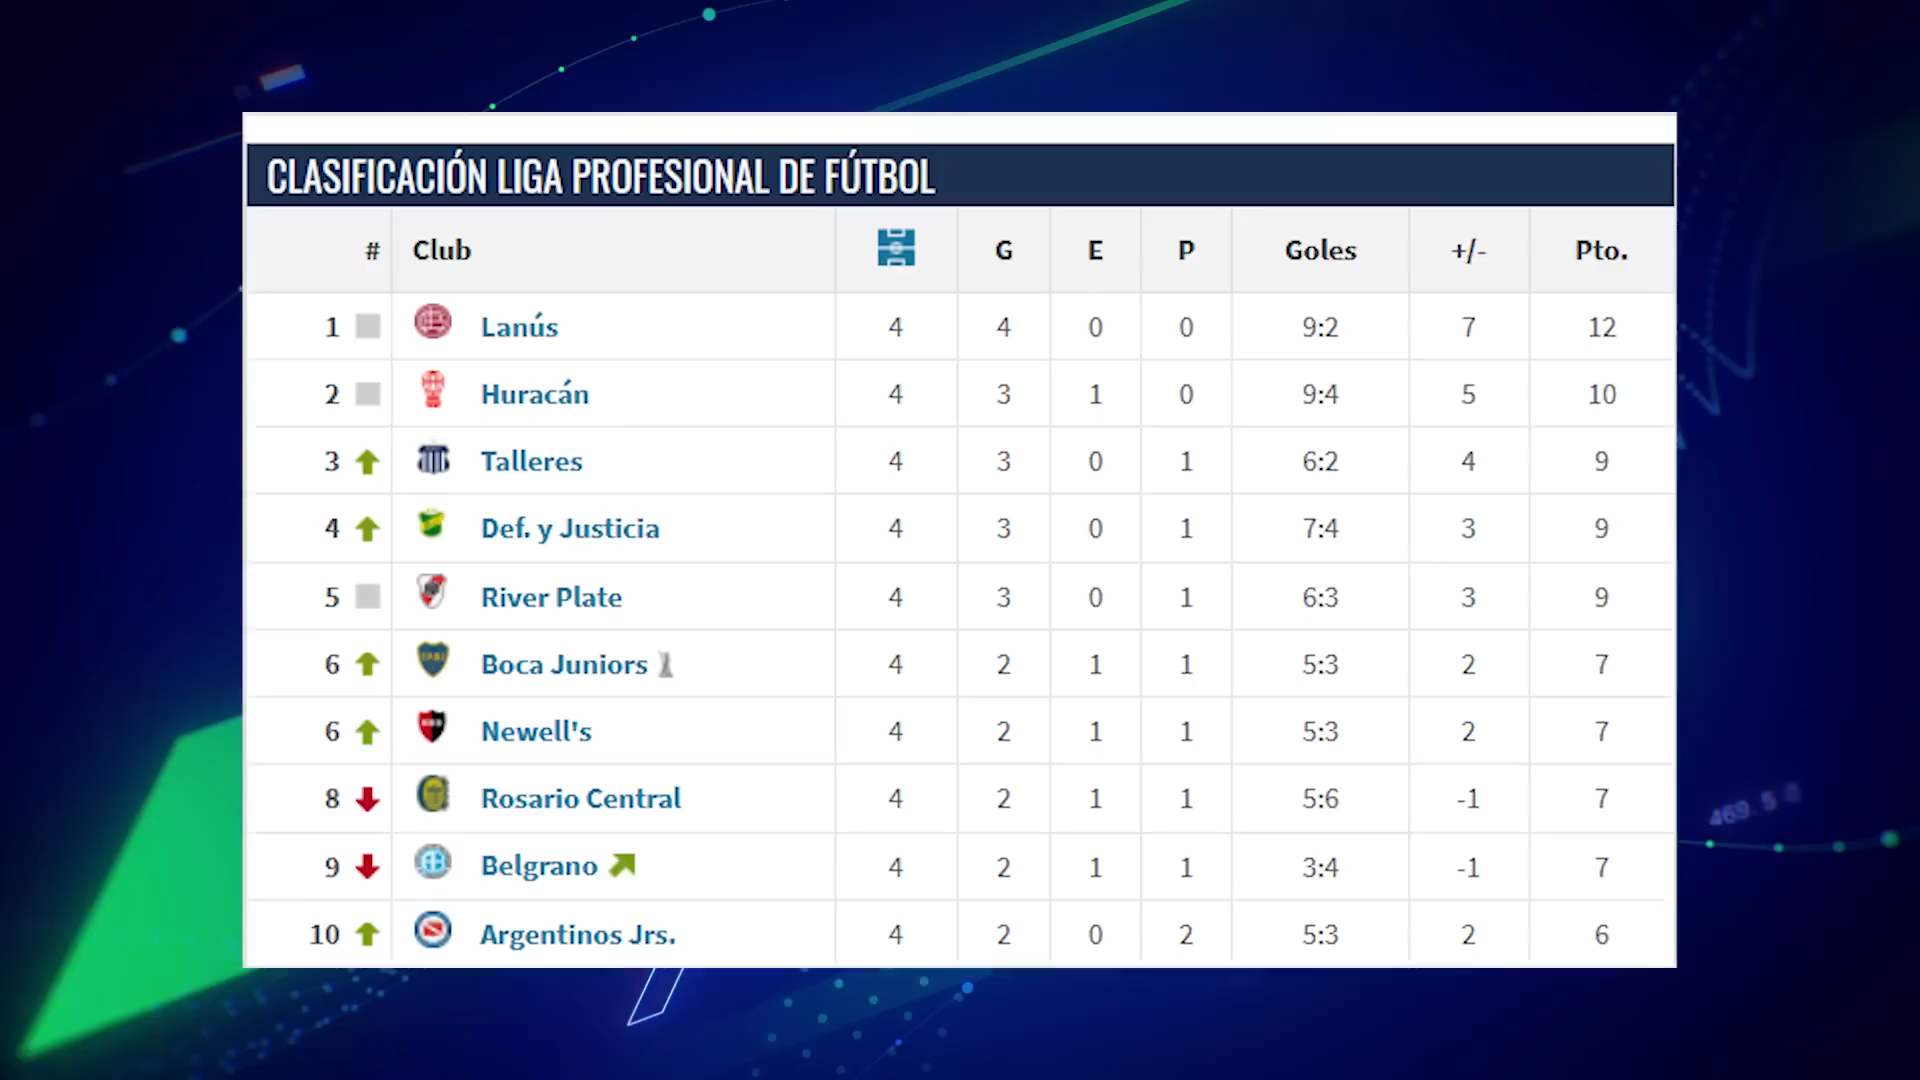 CLASIFICACIÓN LIGA PROFESIONAL DE FÚTBOL
# Club G E P Goles +/- Pto.
1 Lanús 4 4 0 0 9:2 7 12
2 Huracán 4 3 1 0 9:4 5 10
3 Talleres 4 3 0 1 6:2 4 9
4 Def. y Justicia 4 3 0 1 7:4 3 9
5 River Plate 4 3 0 1 6:3 3 9
6 Boca Juniors 4 2 1 1 5:3 2 7
6 Newell's 4 2 1 1 5:3 2 7
8 Rosario Central 4 2 1 1 5:6 -1 7
9 Belgrano 4 2 1 1 3:4 -1 7
10 Argentinos Jrs. 4 2 0 2 5:3 2 6
469.5 0